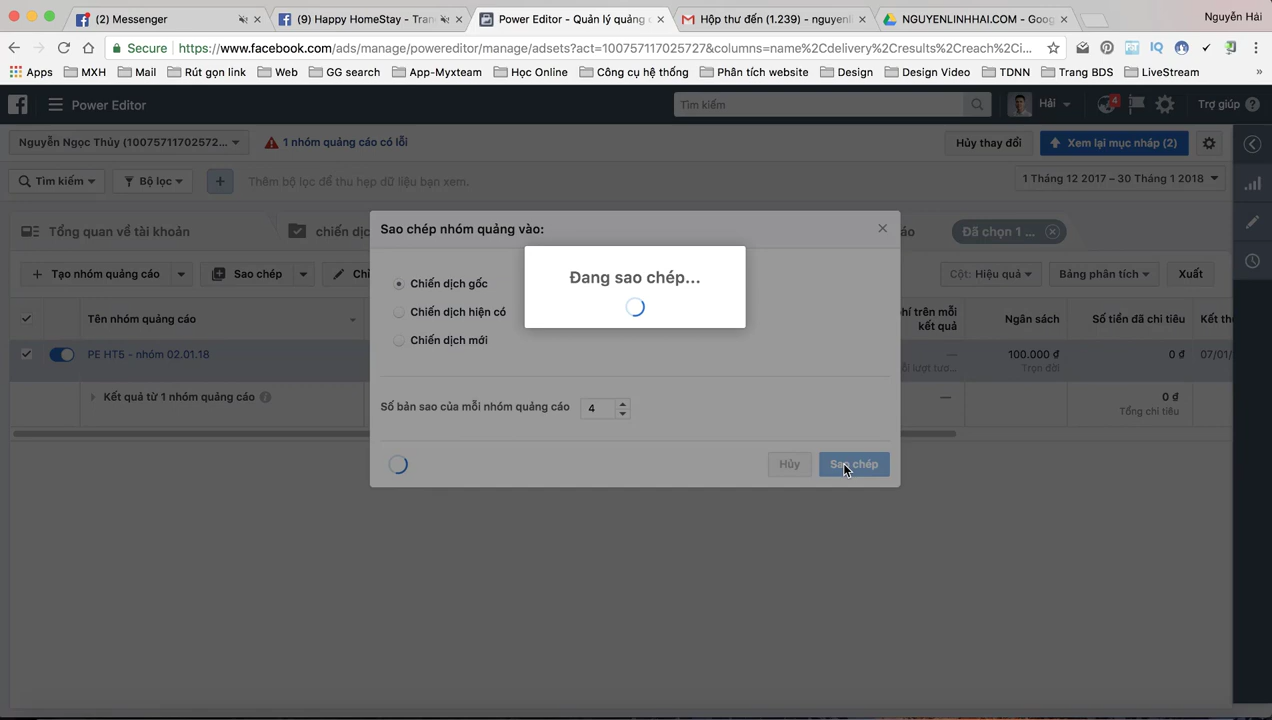 (2) Messenger
(9) Happy HomeStay - Tran
Power Editor - Quản lý quảng c
Hộp thư đến (1.239) - nguyenl
NGUYENLINHHAI.COM - Goog
Nguyễn Hải
Secure
https://www.facebook.com/ads/manage/powereditor/manage/adsets?act=100757117025727&columns=name%2Cdelivery%2Cresults%2Creach%2Ci...
Apps MXH Mail Rút gọn link Web GG search App-Myxteam Học Online Công cụ hệ thống Phân tích website Design Design Video TDNN Trang BDS LiveStream »
Power Editor
Tìm kiếm
Hải
4
Trợ giúp
Nguyễn Ngọc Thủy (10075711702572...
1 nhóm quảng cáo có lỗi
Hủy thay đổi
Xem lại mục nháp (2)
Tìm kiếm
Bộ lọc
+
Thêm bộ lọc để thu hẹp dữ liệu bạn xem.
1 Tháng 12 2017 – 30 Tháng 1 2018
Tổng quan về tài khoản
chiến dịc
áo
Đã chọn 1 ...
Tạo nhóm quảng cáo
Sao chép
Chỉ
Cột: Hiệu quả
Bảng phân tích
Xuất
Tên nhóm quảng cáo
phí trên mỗi
kết quả
Ngân sách
Số tiền đã chi tiêu
Kết thú
PE HT5 - nhóm 02.01.18
—
100.000 ₫
Trọn đời
0 ₫
07/01/
Kết quả từ 1 nhóm quảng cáo
—
0 ₫
Tổng chi tiêu
Sao chép nhóm quảng vào:
Chiến dịch gốc
Chiến dịch hiện có
Chiến dịch mới
Đang sao chép...
Số bản sao của mỗi nhóm quảng cáo
4
Hủy
Sao chép